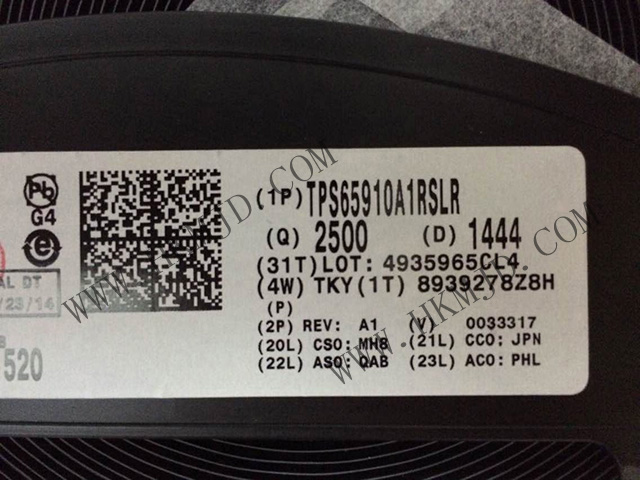 Pb
G4
e
(1P) TPS65910A1RSLR
(Q) 2500 (D) 1444
(31T)LOT: 4935965CL4
(4W) TKY(1T) 8939278Z8H
(P)
(2P) REV: A1 (V) 0033317
(20L) CSO: MH8 (21L) CCO: JPN
(22L) ASO: QAB (23L) ACO: PHL
AL DT
/23/14
520
WWW.HKMJD.COM
WWW.HKMJD.COM